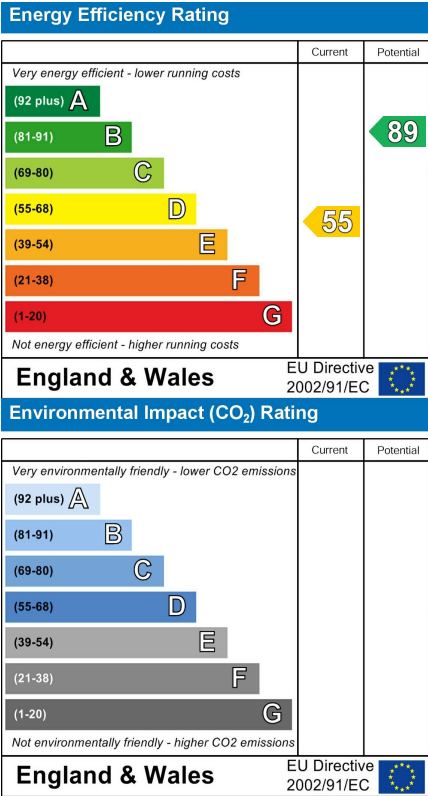 Energy Efficiency Rating
Current Potential
Very energy efficient - lower running costs
(92 plus) A
(81-91) B
89
(69-80) C
(55-68) D
55
(39-54) E
(21-38) F
(1-20) G
Not energy efficient - higher running costs
England & Wales
EU Directive
2002/91/EC
Environmental Impact (CO₂) Rating
Current Potential
Very environmentally friendly - lower CO2 emissions
(92 plus) A
(81-91) B
(69-80) C
(55-68) D
(39-54) E
(21-38) F
(1-20) G
Not environmentally friendly - higher CO2 emissions
England & Wales
EU Directive
2002/91/EC